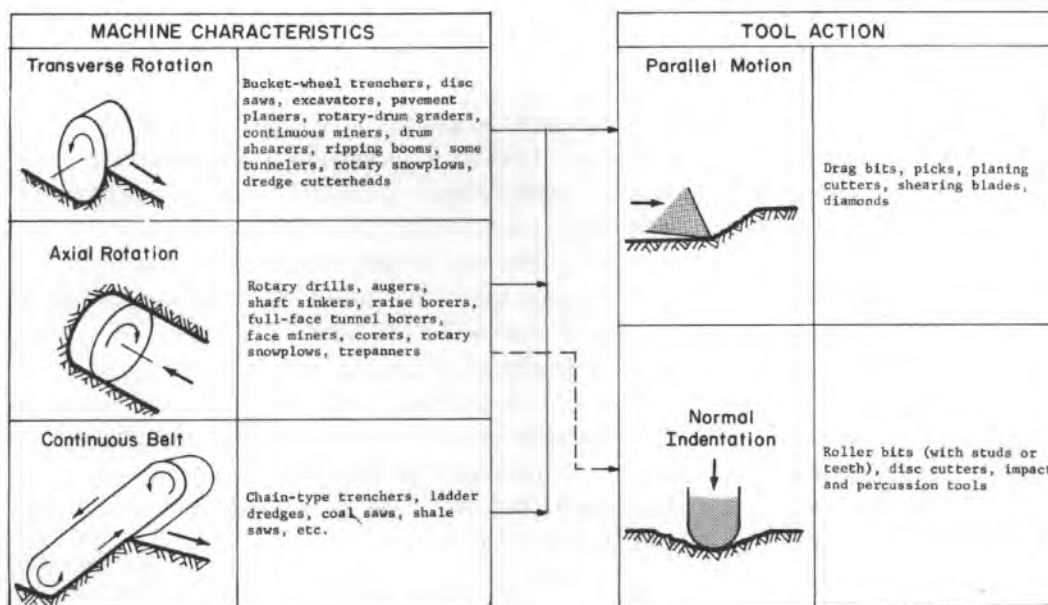 MACHINE CHARACTERISTICS
Transverse Rotation
Bucket-wheel trenchers, disc
saws, excavators, pavement
planers, rotary-drum graders,
continuous miners, drum
shearers, ripping booms, some
tunnelers, rotary snowplows,
dredge cutterheads
Axial Rotation
Rotary drills, augers,
shaft sinkers, raise borers,
full-face tunnel borers,
face miners, corers, rotary
snowplows, trepanners
Continuous Belt
Chain-type trenchers, ladder
dredges, coal saws, shale
saws, etc.
TOOL ACTION
Parallel Motion
Drag bits, picks, planing
cutters, shearing blades,
diamonds
Normal
Indentation
Roller bits (with studs or
teeth), disc cutters, impact
and percussion tools